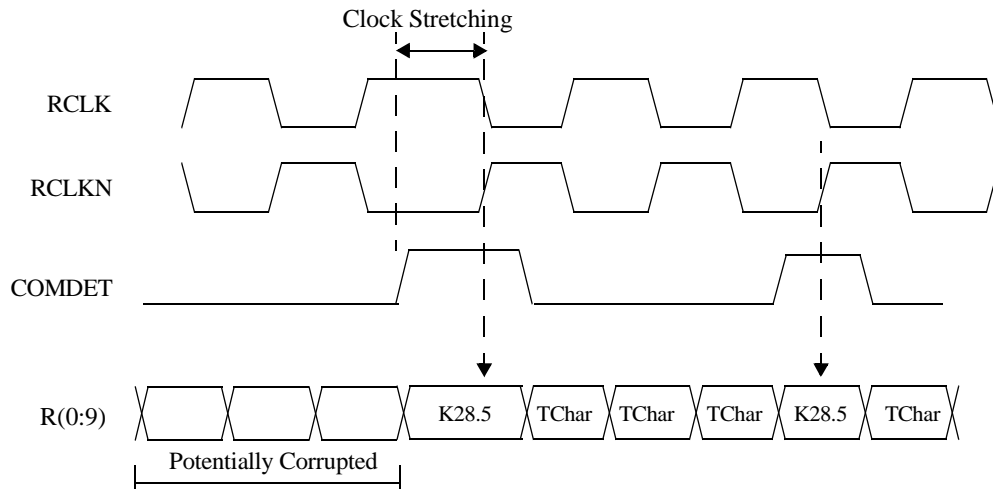 Clock Stretching
RCLK
RCLKN
COMDET
R(0:9)
K28.5
TChar
TChar
TChar
K28.5
TChar
Potentially Corrupted